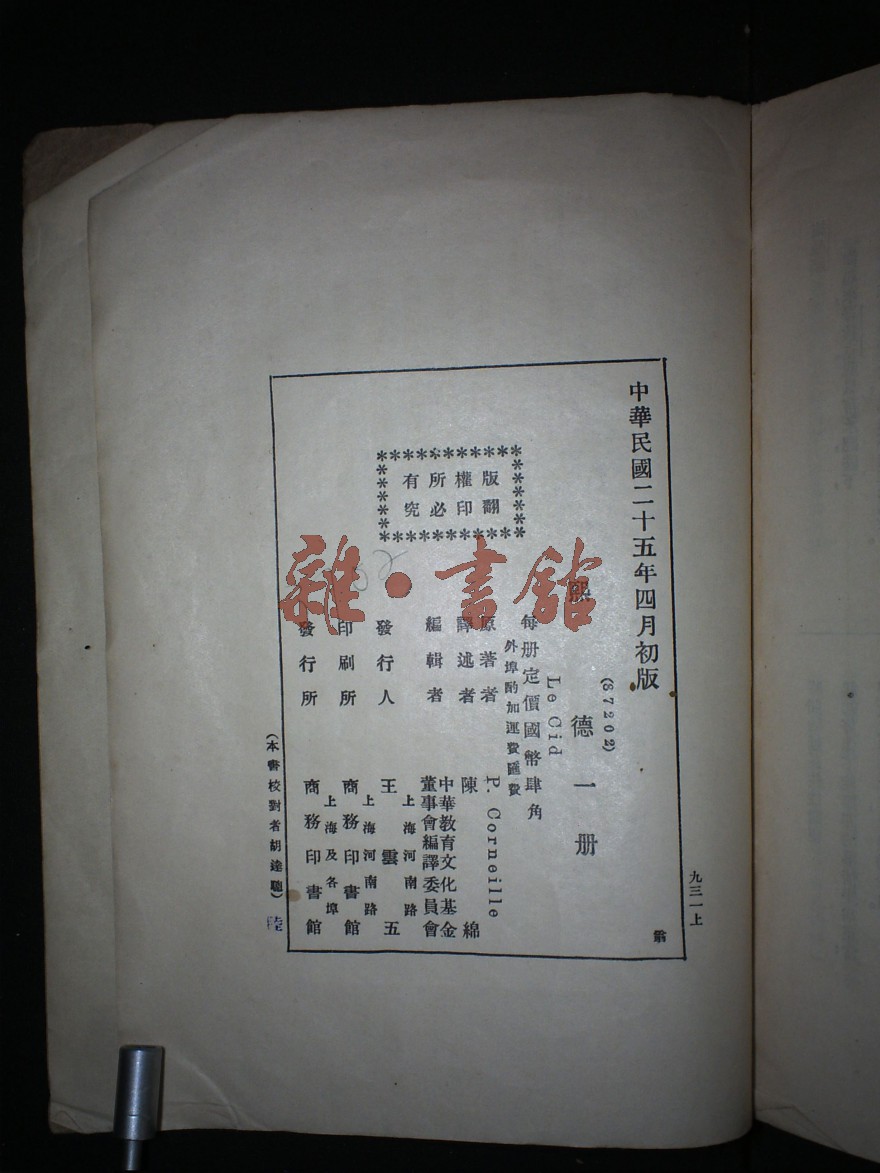 九三一上
中華民國二十五年四月初版
(87202)
熙德一册
Le Cid
每册定價國幣肆角
外埠酌加運費匯費
版權所有
翻印必究
原著者 P. Corneille
譯述者 陳綿
編輯者 中華教育文化基金
董事會編譯委員會
上海河南路
發行人 王雲五
上海河南路
印刷所 商務印書館
上海及各埠
發行所 商務印書館
(本書校對者胡達聰)
陸
雜·書館